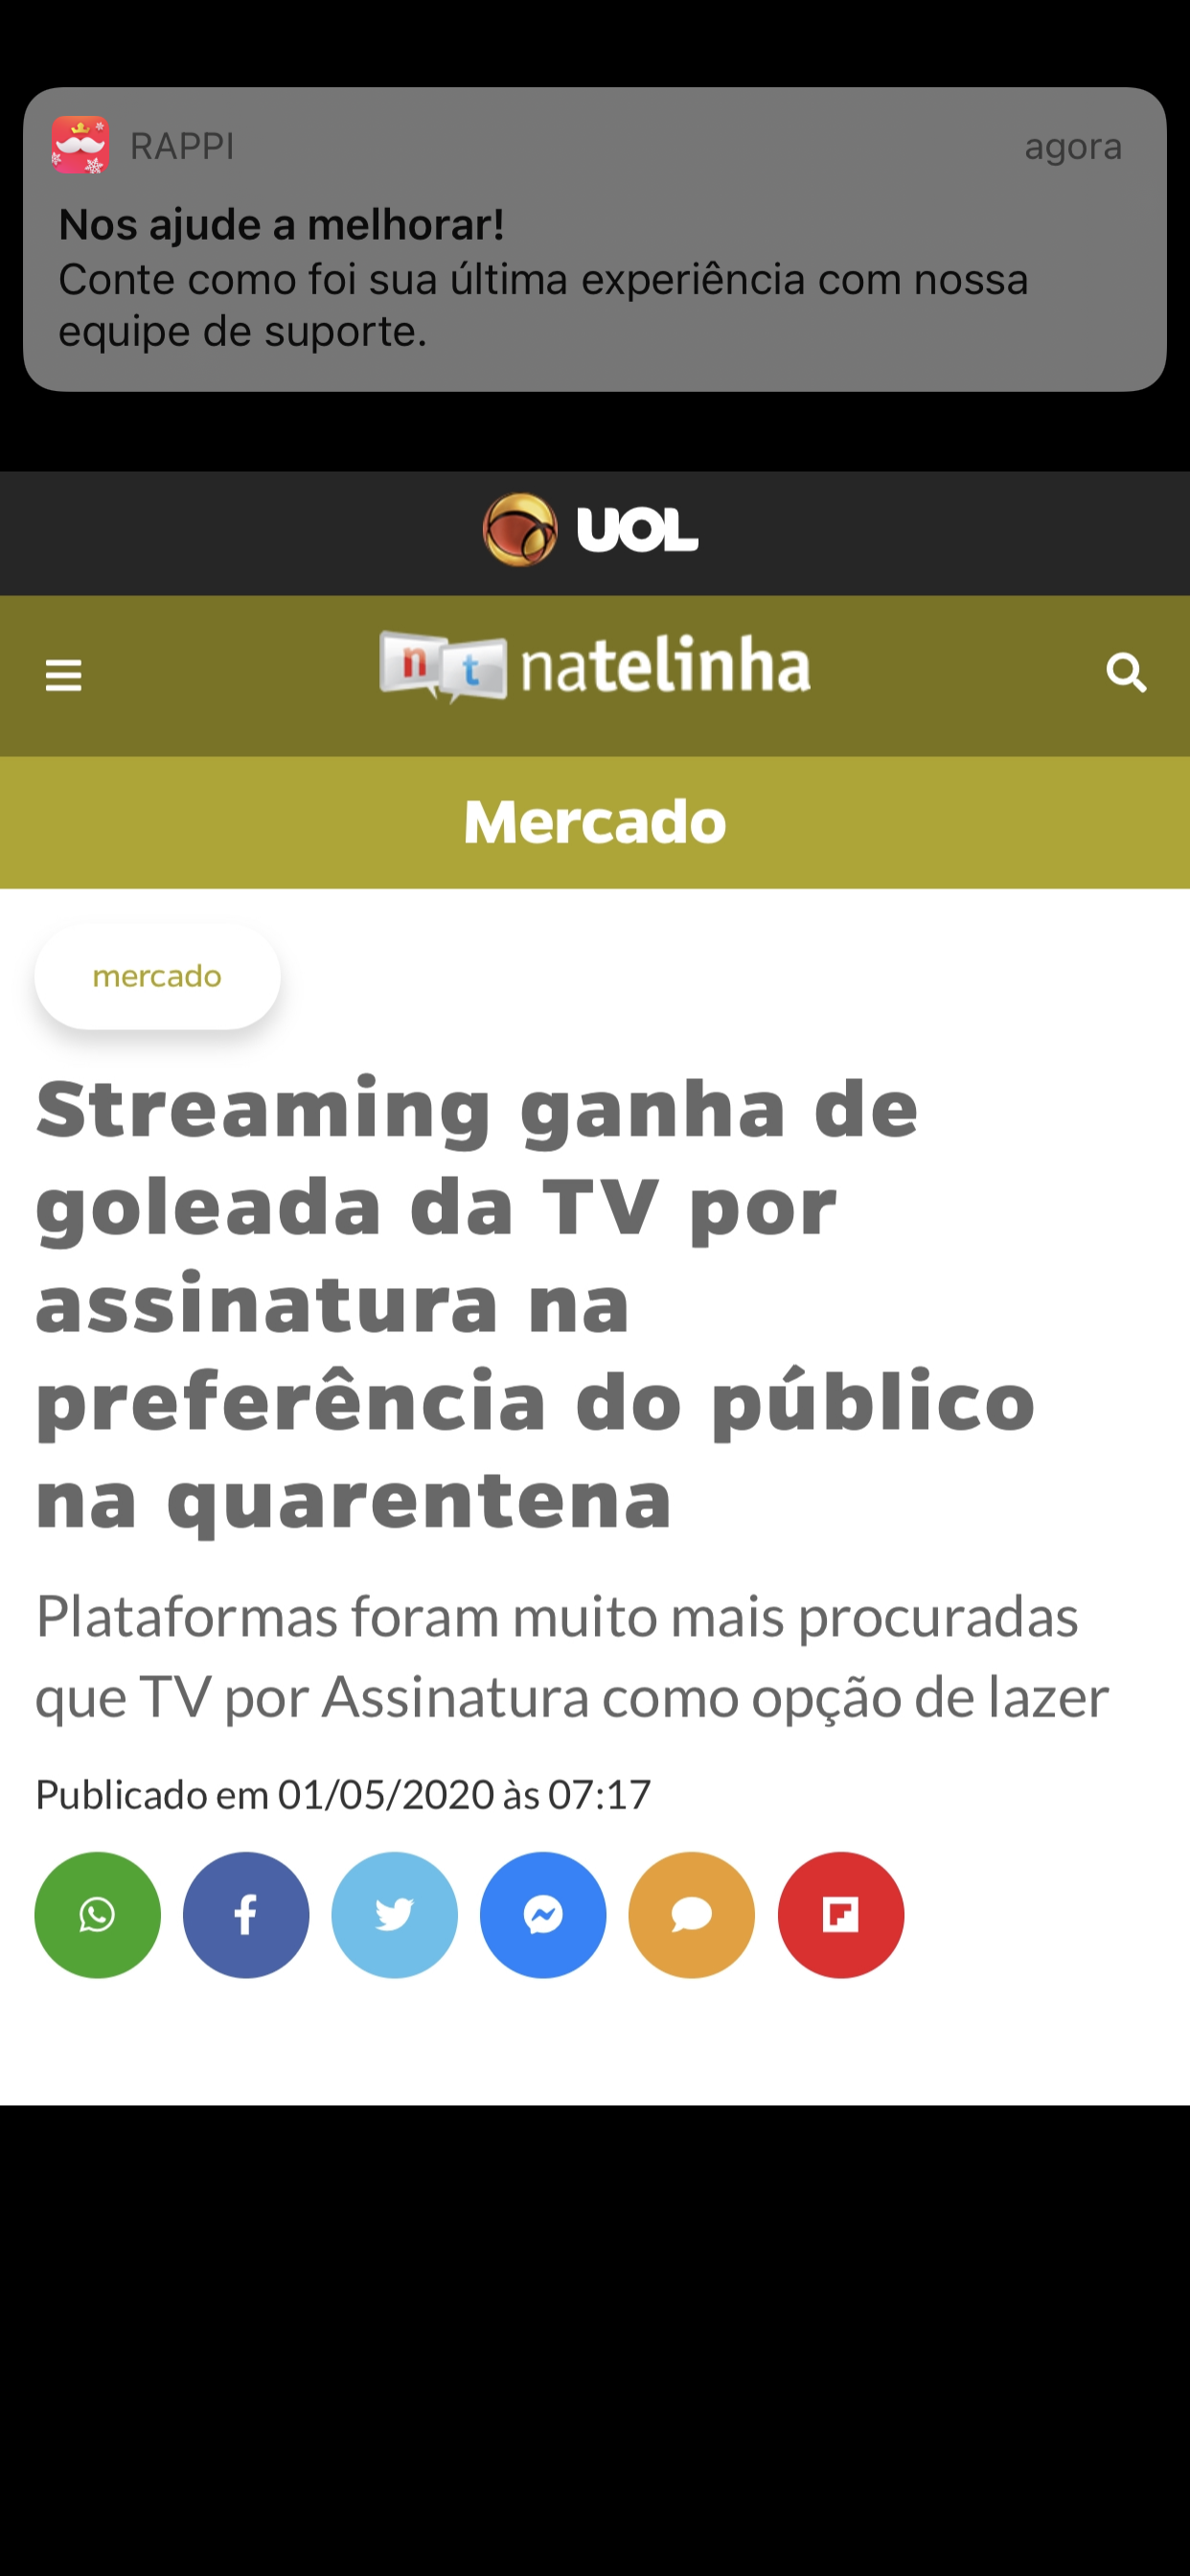 RAPPI
agora
Nos ajude a melhorar!
Conte como foi sua última experiência com nossa
equipe de suporte.
UOL
nt natelinha
Mercado
mercado
Streaming ganha de
goleada da TV por
assinatura na
preferência do público
na quarentena
Plataformas foram muito mais procuradas
que TV por Assinatura como opção de lazer
Publicado em 01/05/2020 às 07:17